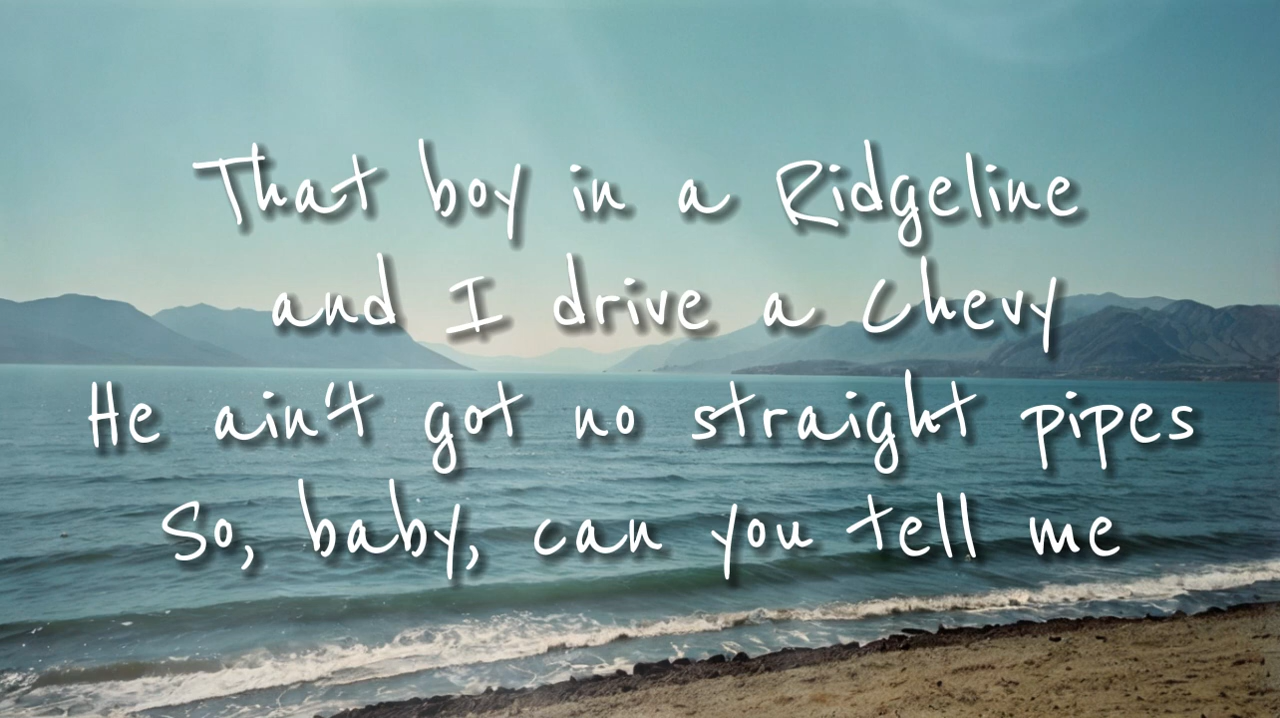 That boy in a Ridgeline
and I drive a Chevy
He ain't got no straight pipes
So, baby, can you tell me